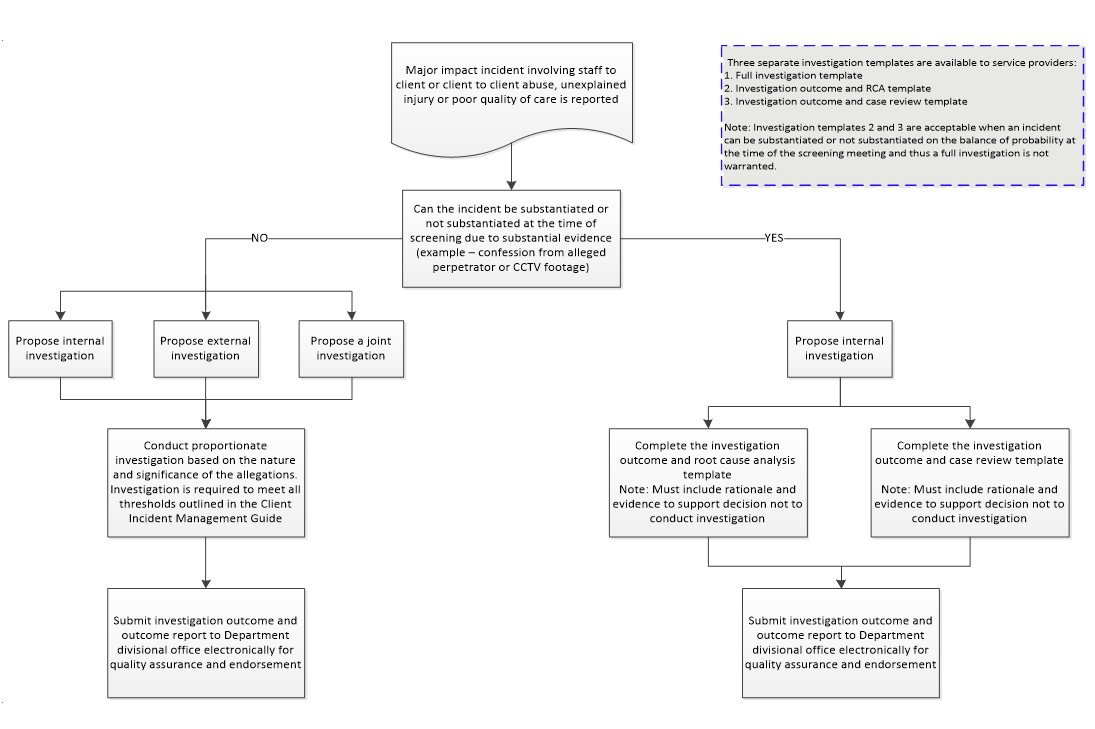 Major impact incident involving staff to
client or client to client abuse, unexplained
injury or poor quality of care is reported
Three separate investigation templates are available to service providers:
1. Full investigation template
2. Investigation outcome and RCA template
3. Investigation outcome and case review template
Note: Investigation templates 2 and 3 are acceptable when an incident
can be substantiated or not substantiated on the balance of probability at
the time of the screening meeting and thus a full investigation is not
warranted.
Can the incident be substantiated or
not substantiated at the time of
screening due to substantial evidence
(example – confession from alleged
perpetrator or CCTV footage)
NO
YES
Propose internal
investigation
Propose external
investigation
Propose a joint
investigation
Propose internal
investigation
Conduct proportionate
investigation based on the nature
and significance of the allegations.
Investigation is required to meet all
thresholds outlined in the Client
Incident Management Guide
Complete the investigation
outcome and root cause analysis
template
Note: Must include rationale and
evidence to support decision not to
conduct investigation
Complete the investigation
outcome and case review template
Note: Must include rationale and
evidence to support decision not to
conduct investigation
Submit investigation outcome and
outcome report to Department
divisional office electronically for
quality assurance and endorsement
Submit investigation outcome and
outcome report to Department
divisional office electronically for
quality assurance and endorsement